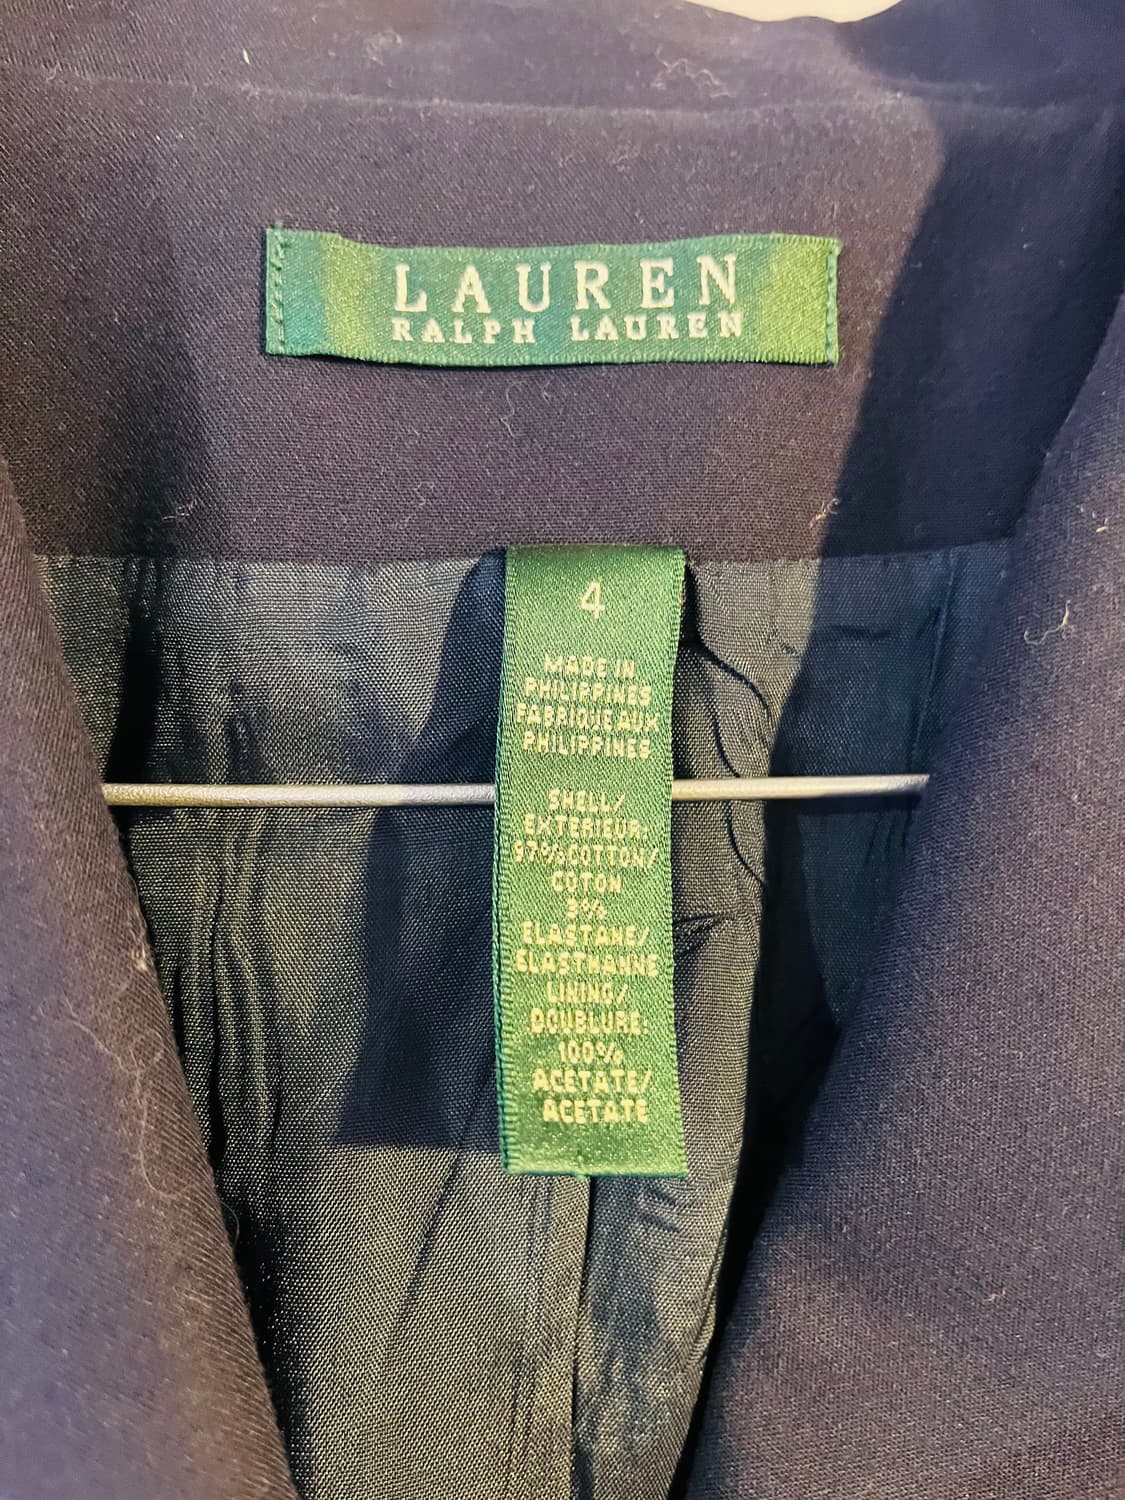 LAUREN
RALPH LAUREN
4
MADE IN
PHILIPPINES
FABRIQUE AUX
PHILIPPINES
SHELL/
EXTERIEUR:
97%COTTON/
COTON
3%
ELASTANE/
ELASTHANNE
LINING/
DOUBLURE:
100%
ACETATE/
ACETATE